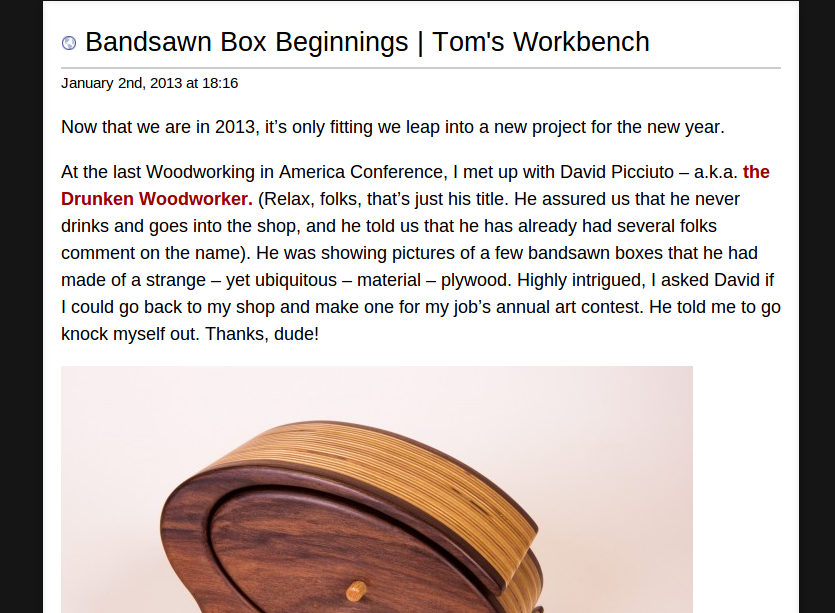 Bandsawn Box Beginnings | Tom's Workbench
January 2nd, 2013 at 18:16
Now that we are in 2013, it’s only fitting we leap into a new project for the new year.
At the last Woodworking in America Conference, I met up with David Picciuto – a.k.a. the
Drunken Woodworker. (Relax, folks, that’s just his title. He assured us that he never
drinks and goes into the shop, and he told us that he has already had several folks
comment on the name). He was showing pictures of a few bandsawn boxes that he had
made of a strange – yet ubiquitous – material – plywood. Highly intrigued, I asked David if
I could go back to my shop and make one for my job’s annual art contest. He told me to go
knock myself out. Thanks, dude!